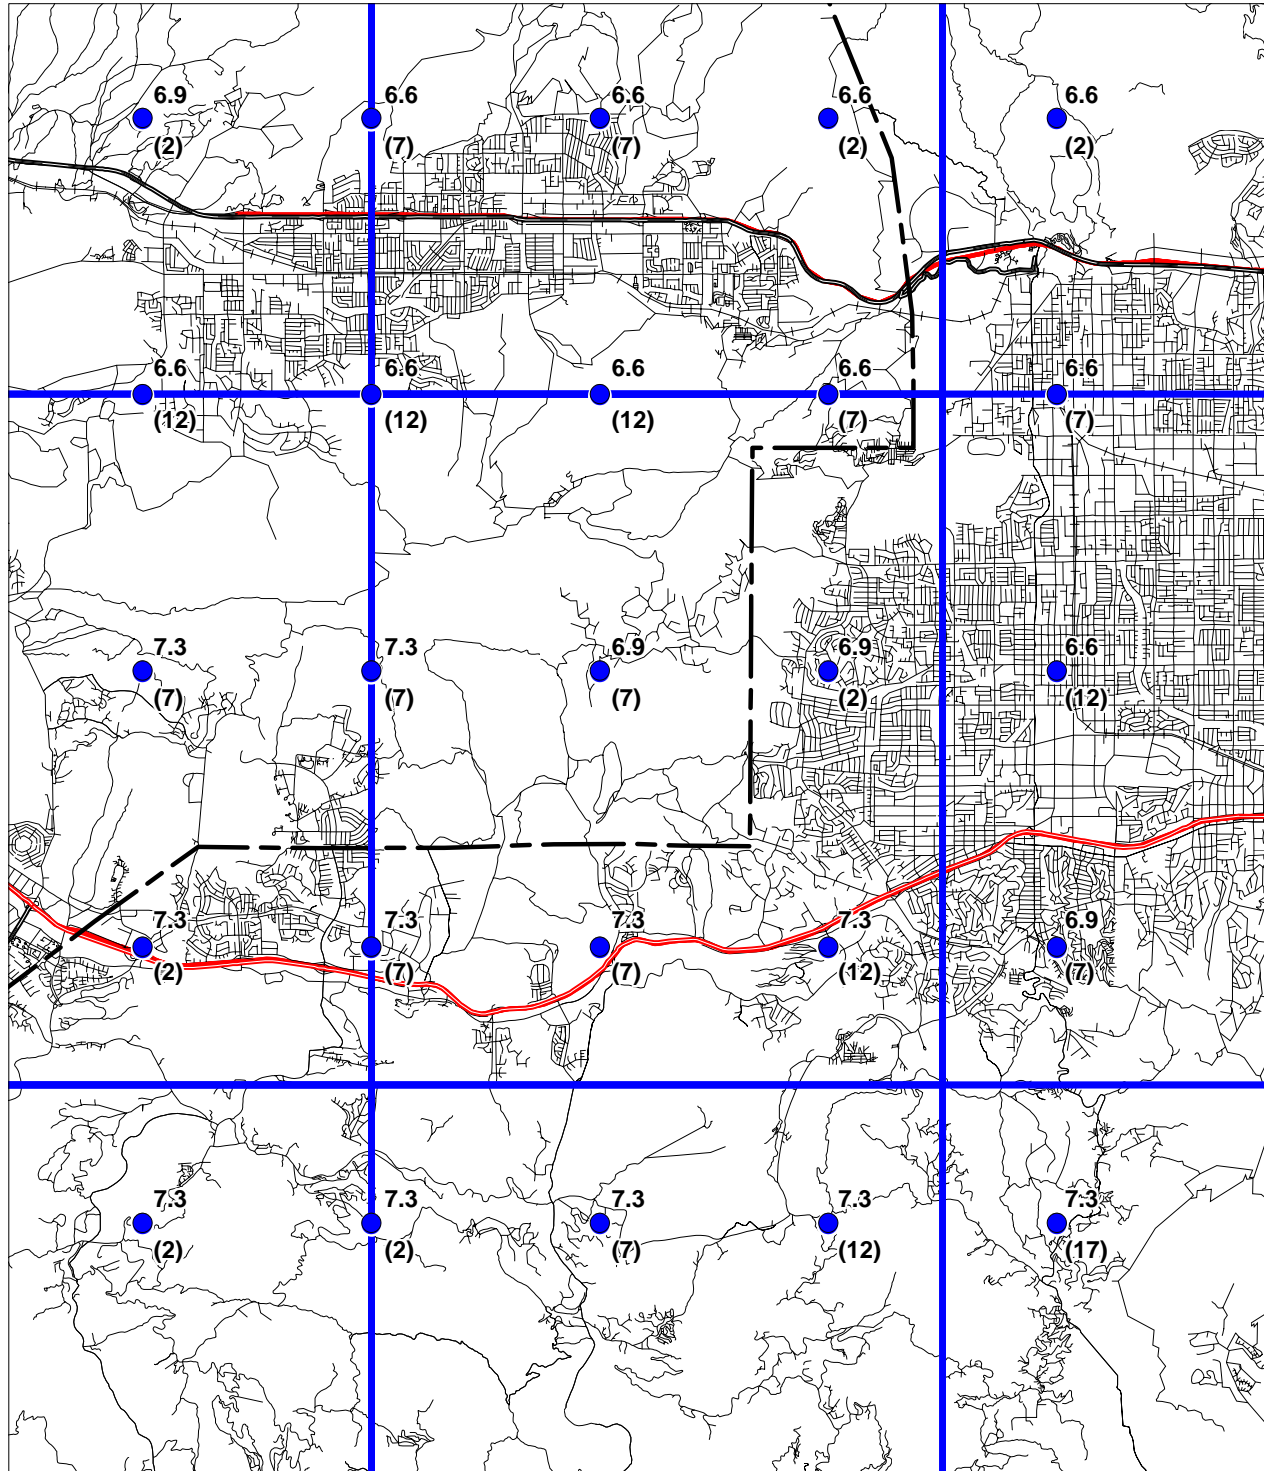 6.9 6.6 6.6 6.6 6.6
(2) (7) (7) (2) (2)
6.6 6.6 6.6 6.6 6.6
(12) (12) (12) (7) (7)
7.3 7.3 6.9 6.9 6.6
(7) (7) (7) (2) (12)
7.3 7.3 7.3 7.3 6.9
(2) (7) (7) (12) (7)
7.3 7.3 7.3 7.3 7.3
(2) (2) (7) (12) (17)